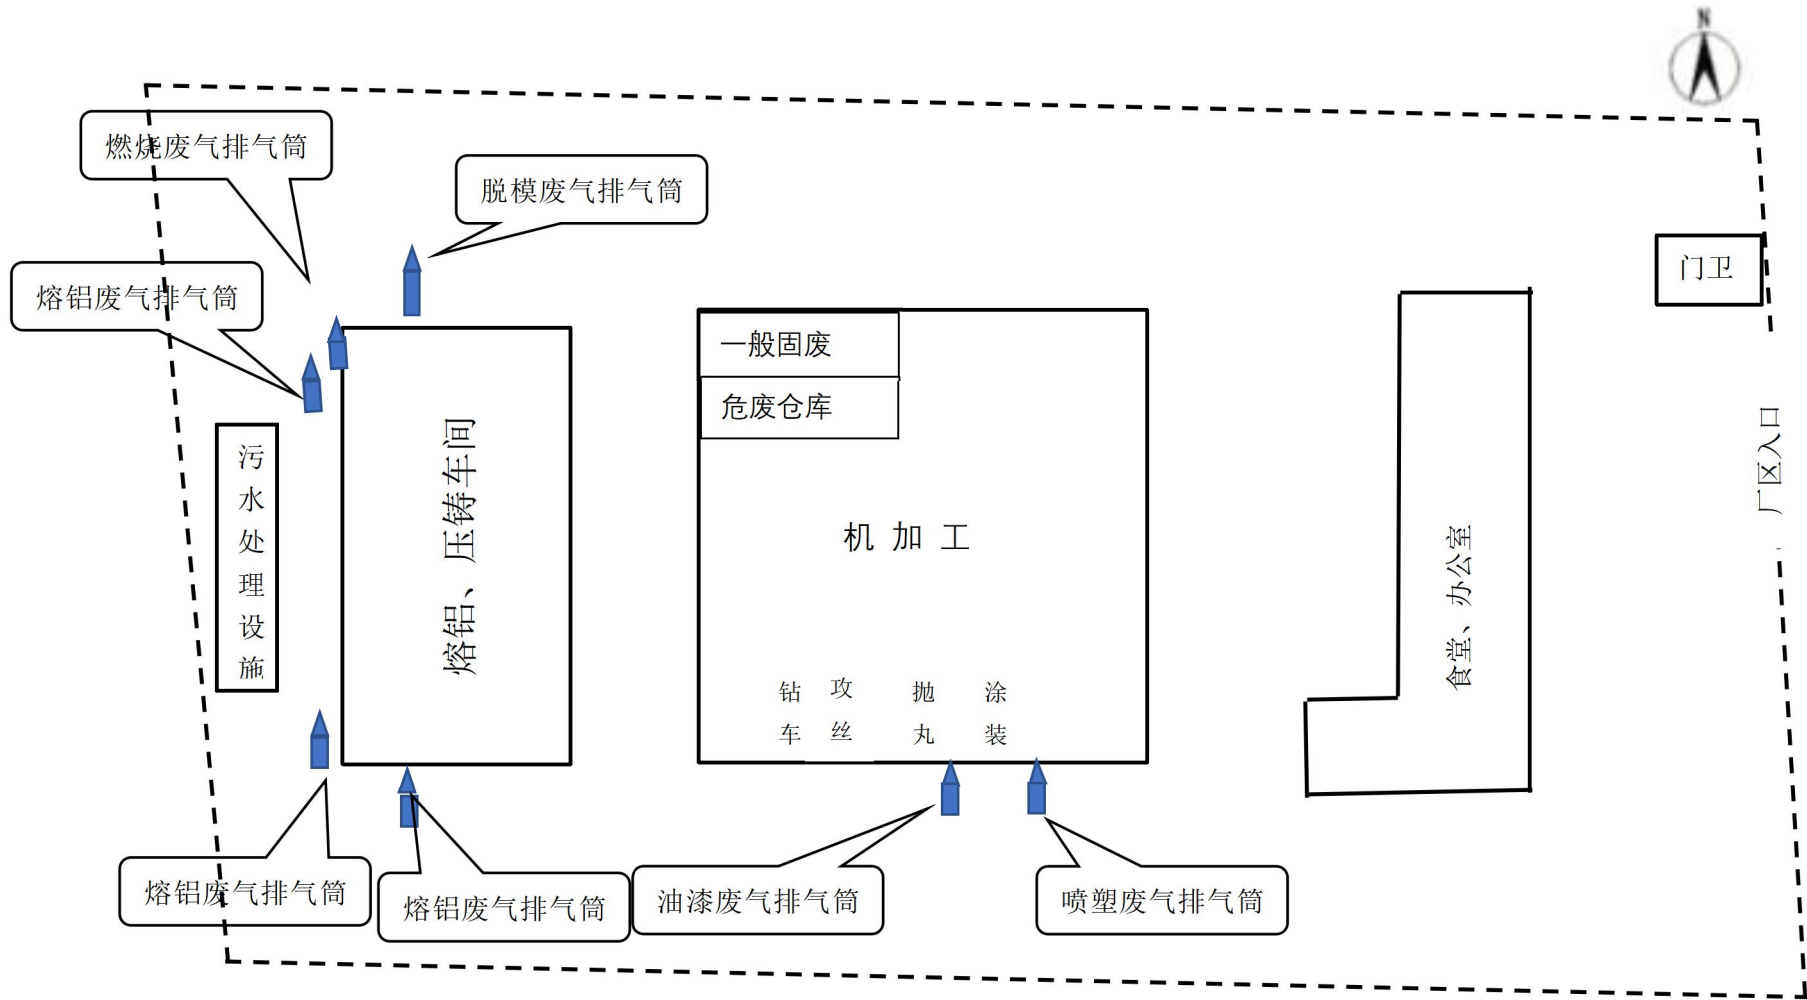 N
燃烧废气排气筒
脱模废气排气筒
熔铝废气排气筒
门卫
一般固废
危废仓库
污水处理设施
熔铝、压铸车间
机加工
食堂、办公室
厂区入口
钻车
攻丝
抛丸
涂装
熔铝废气排气筒
熔铝废气排气筒
油漆废气排气筒
喷塑废气排气筒